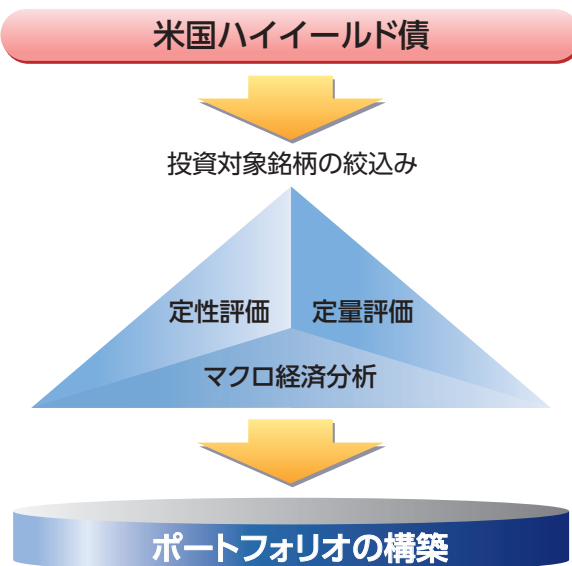 米国ハイイールド債
投資対象銘柄の絞込み
定性評価
定量評価
マクロ経済分析
ポートフォリオの構築